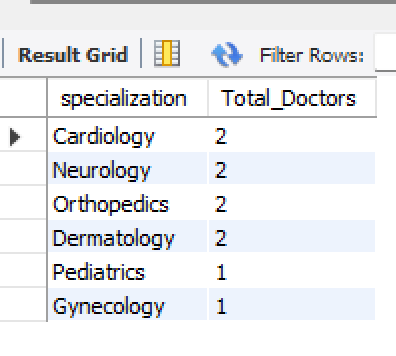 Result Grid Filter Rows:
specialization Total_Doctors
Cardiology 2
Neurology 2
Orthopedics 2
Dermatology 2
Pediatrics 1
Gynecology 1